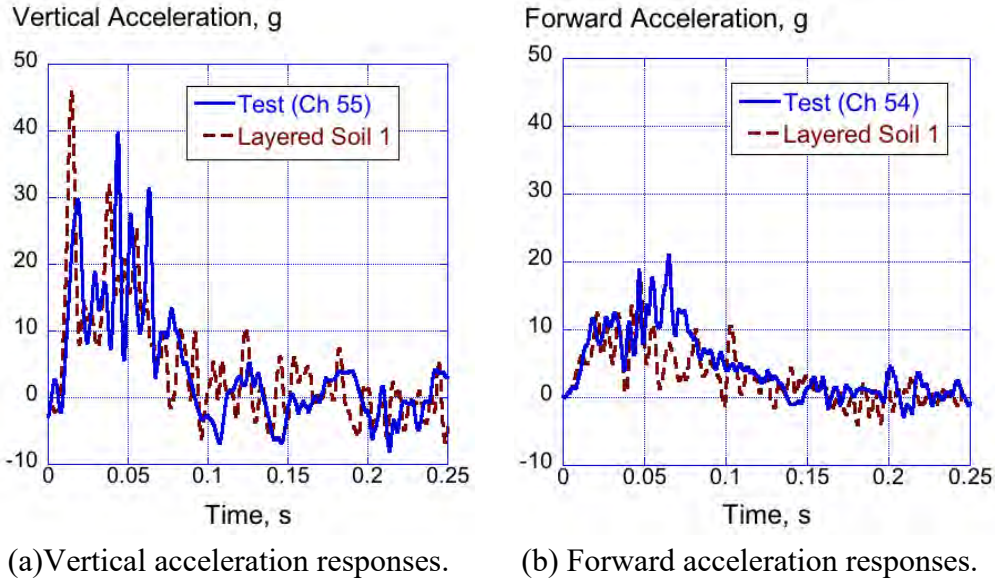 Vertical Acceleration, g
50
40
30
20
10
0
-10
Test (Ch 55)
Layered Soil 1
0 0.05 0.1 0.15 0.2 0.25
Time, s
(a)Vertical acceleration responses.
Forward Acceleration, g
50
40
30
20
10
0
-10
Test (Ch 54)
Layered Soil 1
0 0.05 0.1 0.15 0.2 0.25
Time, s
(b) Forward acceleration responses.